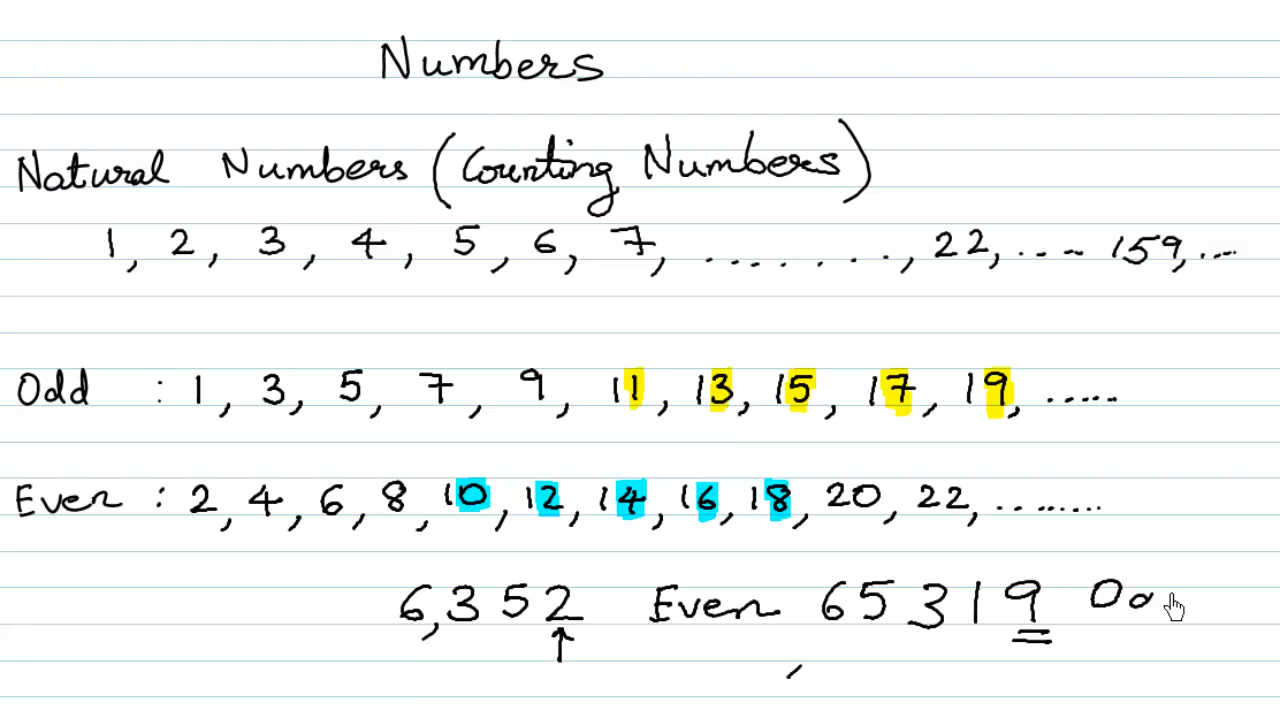 Numbers
Natural Numbers (Counting Numbers)
1, 2, 3, 4, 5, 6, 7, ........, 22, .... 159, ....
Odd : 1, 3, 5, 7, 9, 11, 13, 15, 17, 19, .....
Even : 2, 4, 6, 8, 10, 12, 14, 16, 18, 20, 22, ........
6,352 Even 65319 Oo